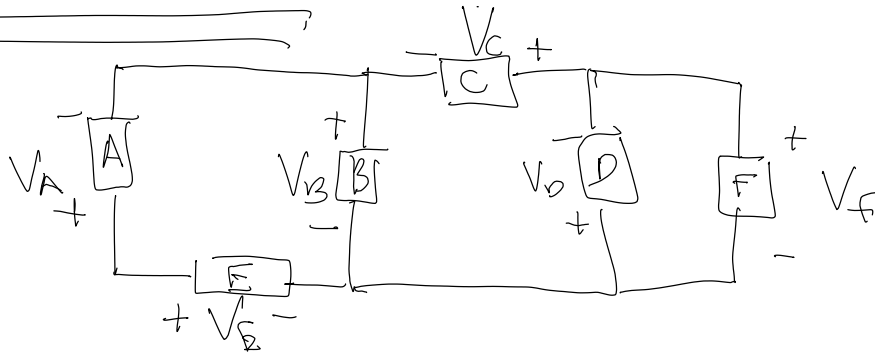 - V_C +
C
- + - +
V_A A V_B B V_D D F V_f
+ - + -
E
+ V_E -